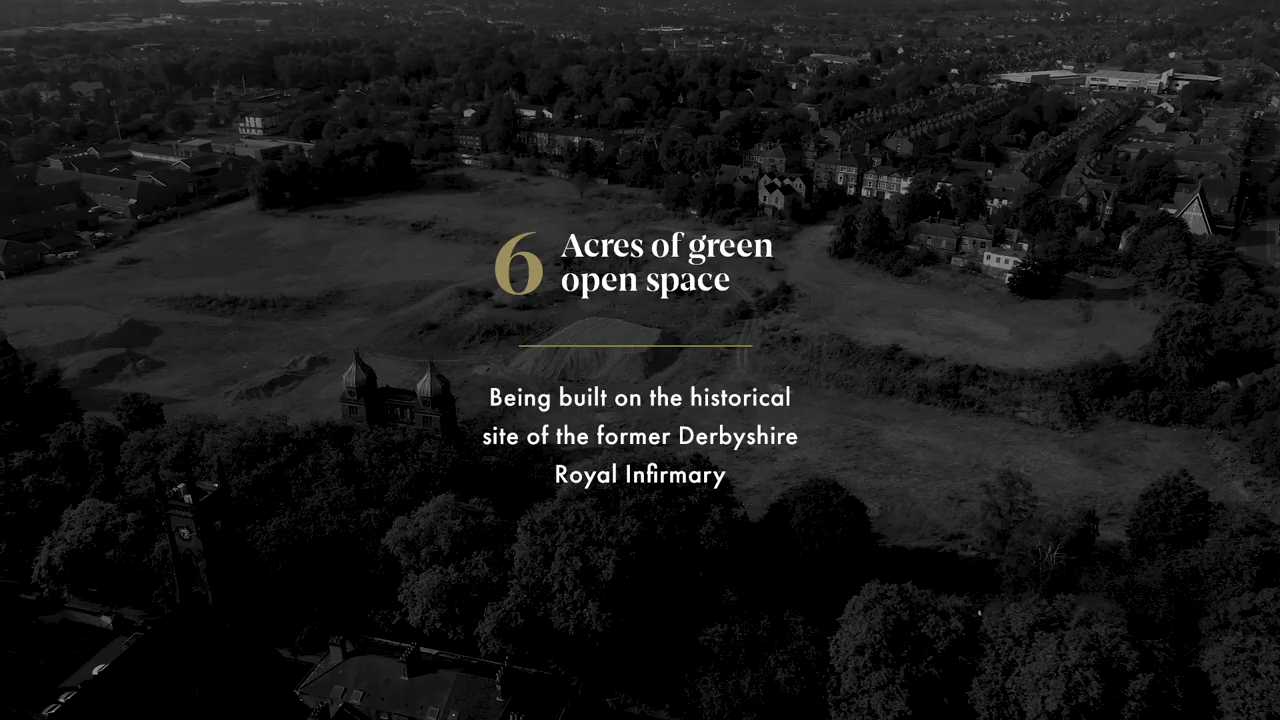 6 Acres of green
open space
Being built on the historical
site of the former Derbyshire
Royal Infirmary